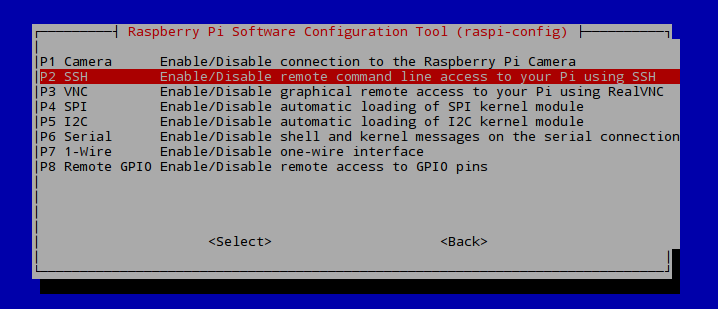 Raspberry Pi Software Configuration Tool (raspi-config)
P1 Camera Enable/Disable connection to the Raspberry Pi Camera
P2 SSH Enable/Disable remote command line access to your Pi using SSH
P3 VNC Enable/Disable graphical remote access to your Pi using RealVNC
P4 SPI Enable/Disable automatic loading of SPI kernel module
P5 I2C Enable/Disable automatic loading of I2C kernel module
P6 Serial Enable/Disable shell and kernel messages on the serial connection
P7 1-Wire Enable/Disable one-wire interface
P8 Remote GPIO Enable/Disable remote access to GPIO pins
<Select> <Back>